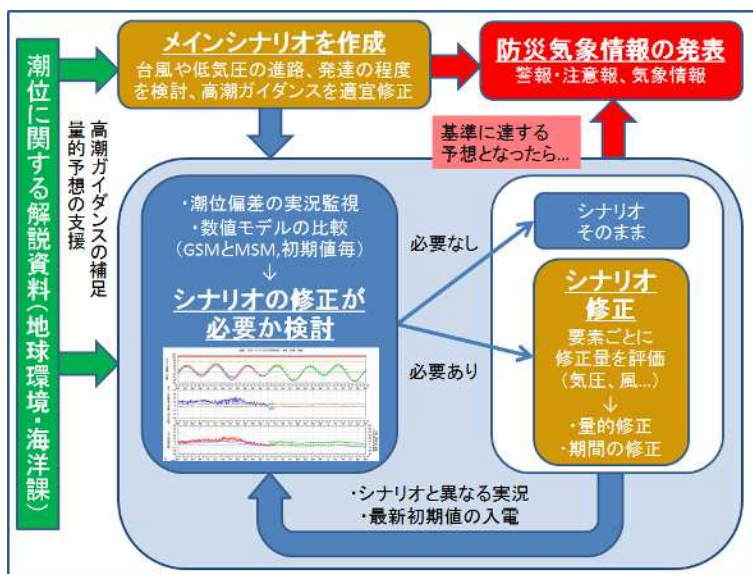 潮位に関する解説資料(地球環境・海洋課)
高潮ガイダンスの補足
量的予想の支援
メインシナリオを作成
台風や低気圧の進路、発達の程度
を検討、高潮ガイダンスを適宜修正
防災気象情報の発表
警報・注意報、気象情報
基準に達する
予想となったら…
・潮位偏差の実況監視
・数値モデルの比較
(GSMとMSM,初期値毎)
↓
シナリオの修正が
必要か検討
必要なし
必要あり
シナリオ
そのまま
シナリオ
修正
要素ごとに
修正量を評価
(気圧、風…)
↓
・量的修正
・期間の修正
・シナリオと異なる実況
・最新初期値の入電